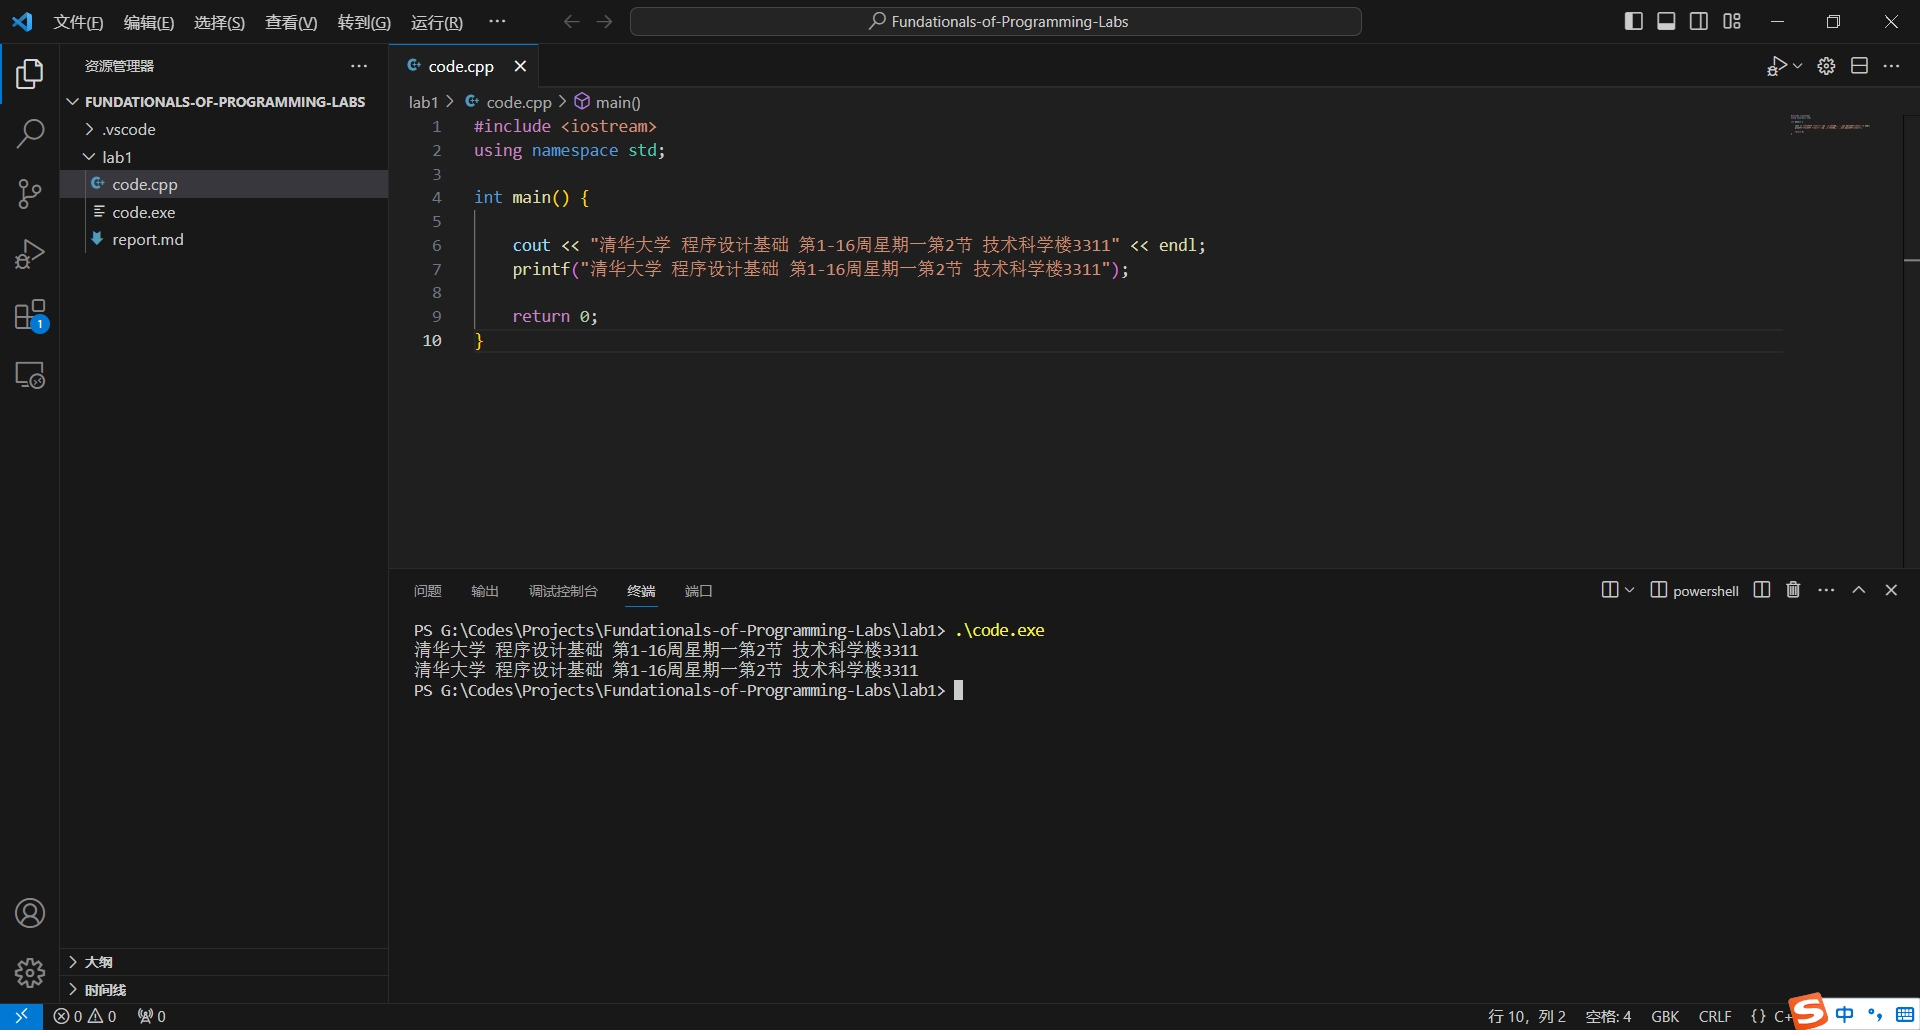 文件(F) 编辑(E) 选择(S) 查看(V) 转到(G) 运行(R) ··· Fundationals-of-Programming-Labs
资源管理器 ···
code.cpp
FUNDATIONALS-OF-PROGRAMMING-LABS
.vscode
lab1
code.cpp
code.exe
report.md
大纲
时间线
1
lab1 > code.cpp > main()
1 #include <iostream>
2 using namespace std;
3
4 int main() {
5
6 cout << "清华大学 程序设计基础 第1-16周星期一第2节 技术科学楼3311" << endl;
7 printf("清华大学 程序设计基础 第1-16周星期一第2节 技术科学楼3311");
8
9 return 0;
10 }
问题 输出 调试控制台 终端 端口 powershell
PS G:\Codes\Projects\Fundationals-of-Programming-Labs\lab1> .\code.exe
清华大学 程序设计基础 第1-16周星期一第2节 技术科学楼3311
清华大学 程序设计基础 第1-16周星期一第2节 技术科学楼3311
PS G:\Codes\Projects\Fundationals-of-Programming-Labs\lab1>
0 0 0 行 10，列 2 空格: 4 GBK CRLF {} C+ S 中